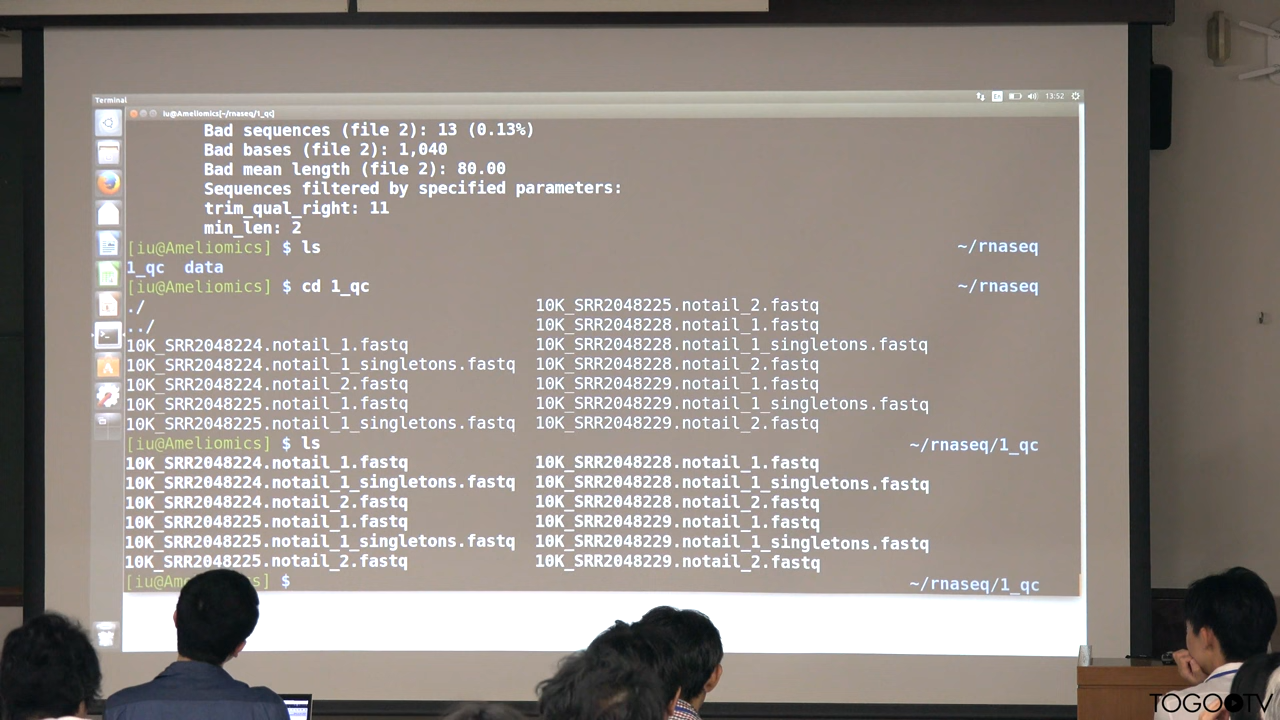 Terminal
13:52
iu@Ameliomics[~/rnaseq/1_qc]
Bad sequences (file 2): 13 (0.13%)
Bad bases (file 2): 1,040
Bad mean length (file 2): 80.00
Sequences filtered by specified parameters:
trim_qual_right: 11
min_len: 2
[iu@Ameliomics] $ ls ~/rnaseq
1_qc data
[iu@Ameliomics] $ cd 1_qc ~/rnaseq
./ 10K_SRR2048225.notail_2.fastq
../ 10K_SRR2048228.notail_1.fastq
10K_SRR2048224.notail_1.fastq 10K_SRR2048228.notail_1_singletons.fastq
10K_SRR2048224.notail_1_singletons.fastq 10K_SRR2048228.notail_2.fastq
10K_SRR2048224.notail_2.fastq 10K_SRR2048229.notail_1.fastq
10K_SRR2048225.notail_1.fastq 10K_SRR2048229.notail_1_singletons.fastq
10K_SRR2048225.notail_1_singletons.fastq 10K_SRR2048229.notail_2.fastq
[iu@Ameliomics] $ ls ~/rnaseq/1_qc
10K_SRR2048224.notail_1.fastq 10K_SRR2048228.notail_1.fastq
10K_SRR2048224.notail_1_singletons.fastq 10K_SRR2048228.notail_1_singletons.fastq
10K_SRR2048224.notail_2.fastq 10K_SRR2048228.notail_2.fastq
10K_SRR2048225.notail_1.fastq 10K_SRR2048229.notail_1.fastq
10K_SRR2048225.notail_1_singletons.fastq 10K_SRR2048229.notail_1_singletons.fastq
10K_SRR2048225.notail_2.fastq 10K_SRR2048229.notail_2.fastq
[iu@Am cs] $ ~/rnaseq/1_qc
TOGOTV